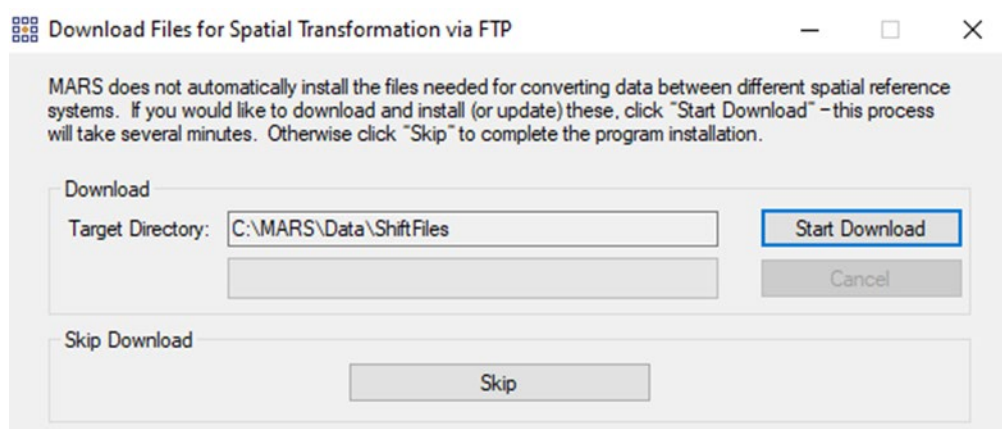 Download Files for Spatial Transformation via FTP
MARS does not automatically install the files needed for converting data between different spatial reference
systems. If you would like to download and install (or update) these, click "Start Download" – this process
will take several minutes. Otherwise click "Skip" to complete the program installation.
Download
Target Directory:
C:\MARS\Data\ShiftFiles
Start Download
Cancel
Skip Download
Skip